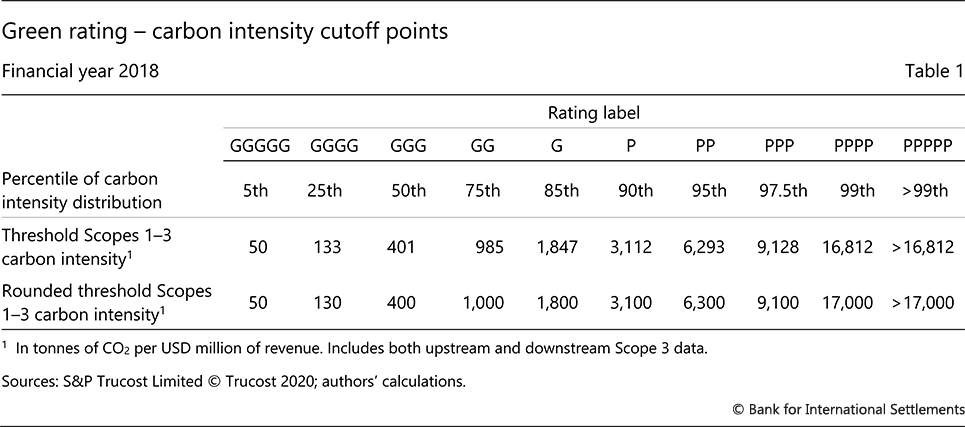 Green rating – carbon intensity cutoff points
Financial year 2018 Table 1
Rating label
GGGGG GGGG GGG GG G P PP PPP PPPP PPPPP
Percentile of carbon
intensity distribution 5th 25th 50th 75th 85th 90th 95th 97.5th 99th >99th
Threshold Scopes 1–3
carbon intensity¹ 50 133 401 985 1,847 3,112 6,293 9,128 16,812 >16,812
Rounded threshold Scopes
1–3 carbon intensity¹ 50 130 400 1,000 1,800 3,100 6,300 9,100 17,000 >17,000
¹ In tonnes of CO₂ per USD million of revenue. Includes both upstream and downstream Scope 3 data.
Sources: S&P Trucost Limited © Trucost 2020; authors’ calculations.
© Bank for International Settlements